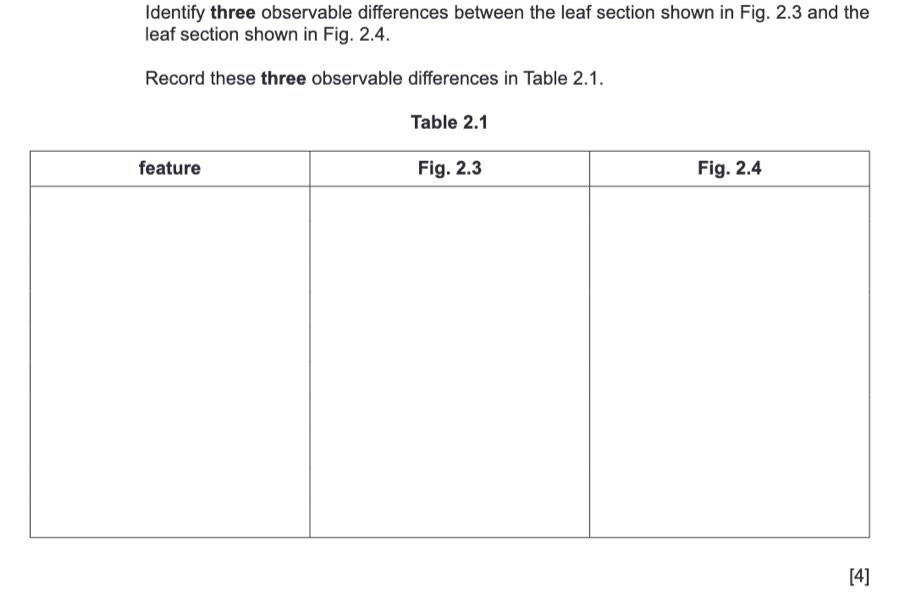 Identify three observable differences between the leaf section shown in Fig. 2.3 and the
leaf section shown in Fig. 2.4.
Record these three observable differences in Table 2.1.
Table 2.1
feature Fig. 2.3 Fig. 2.4
[4]